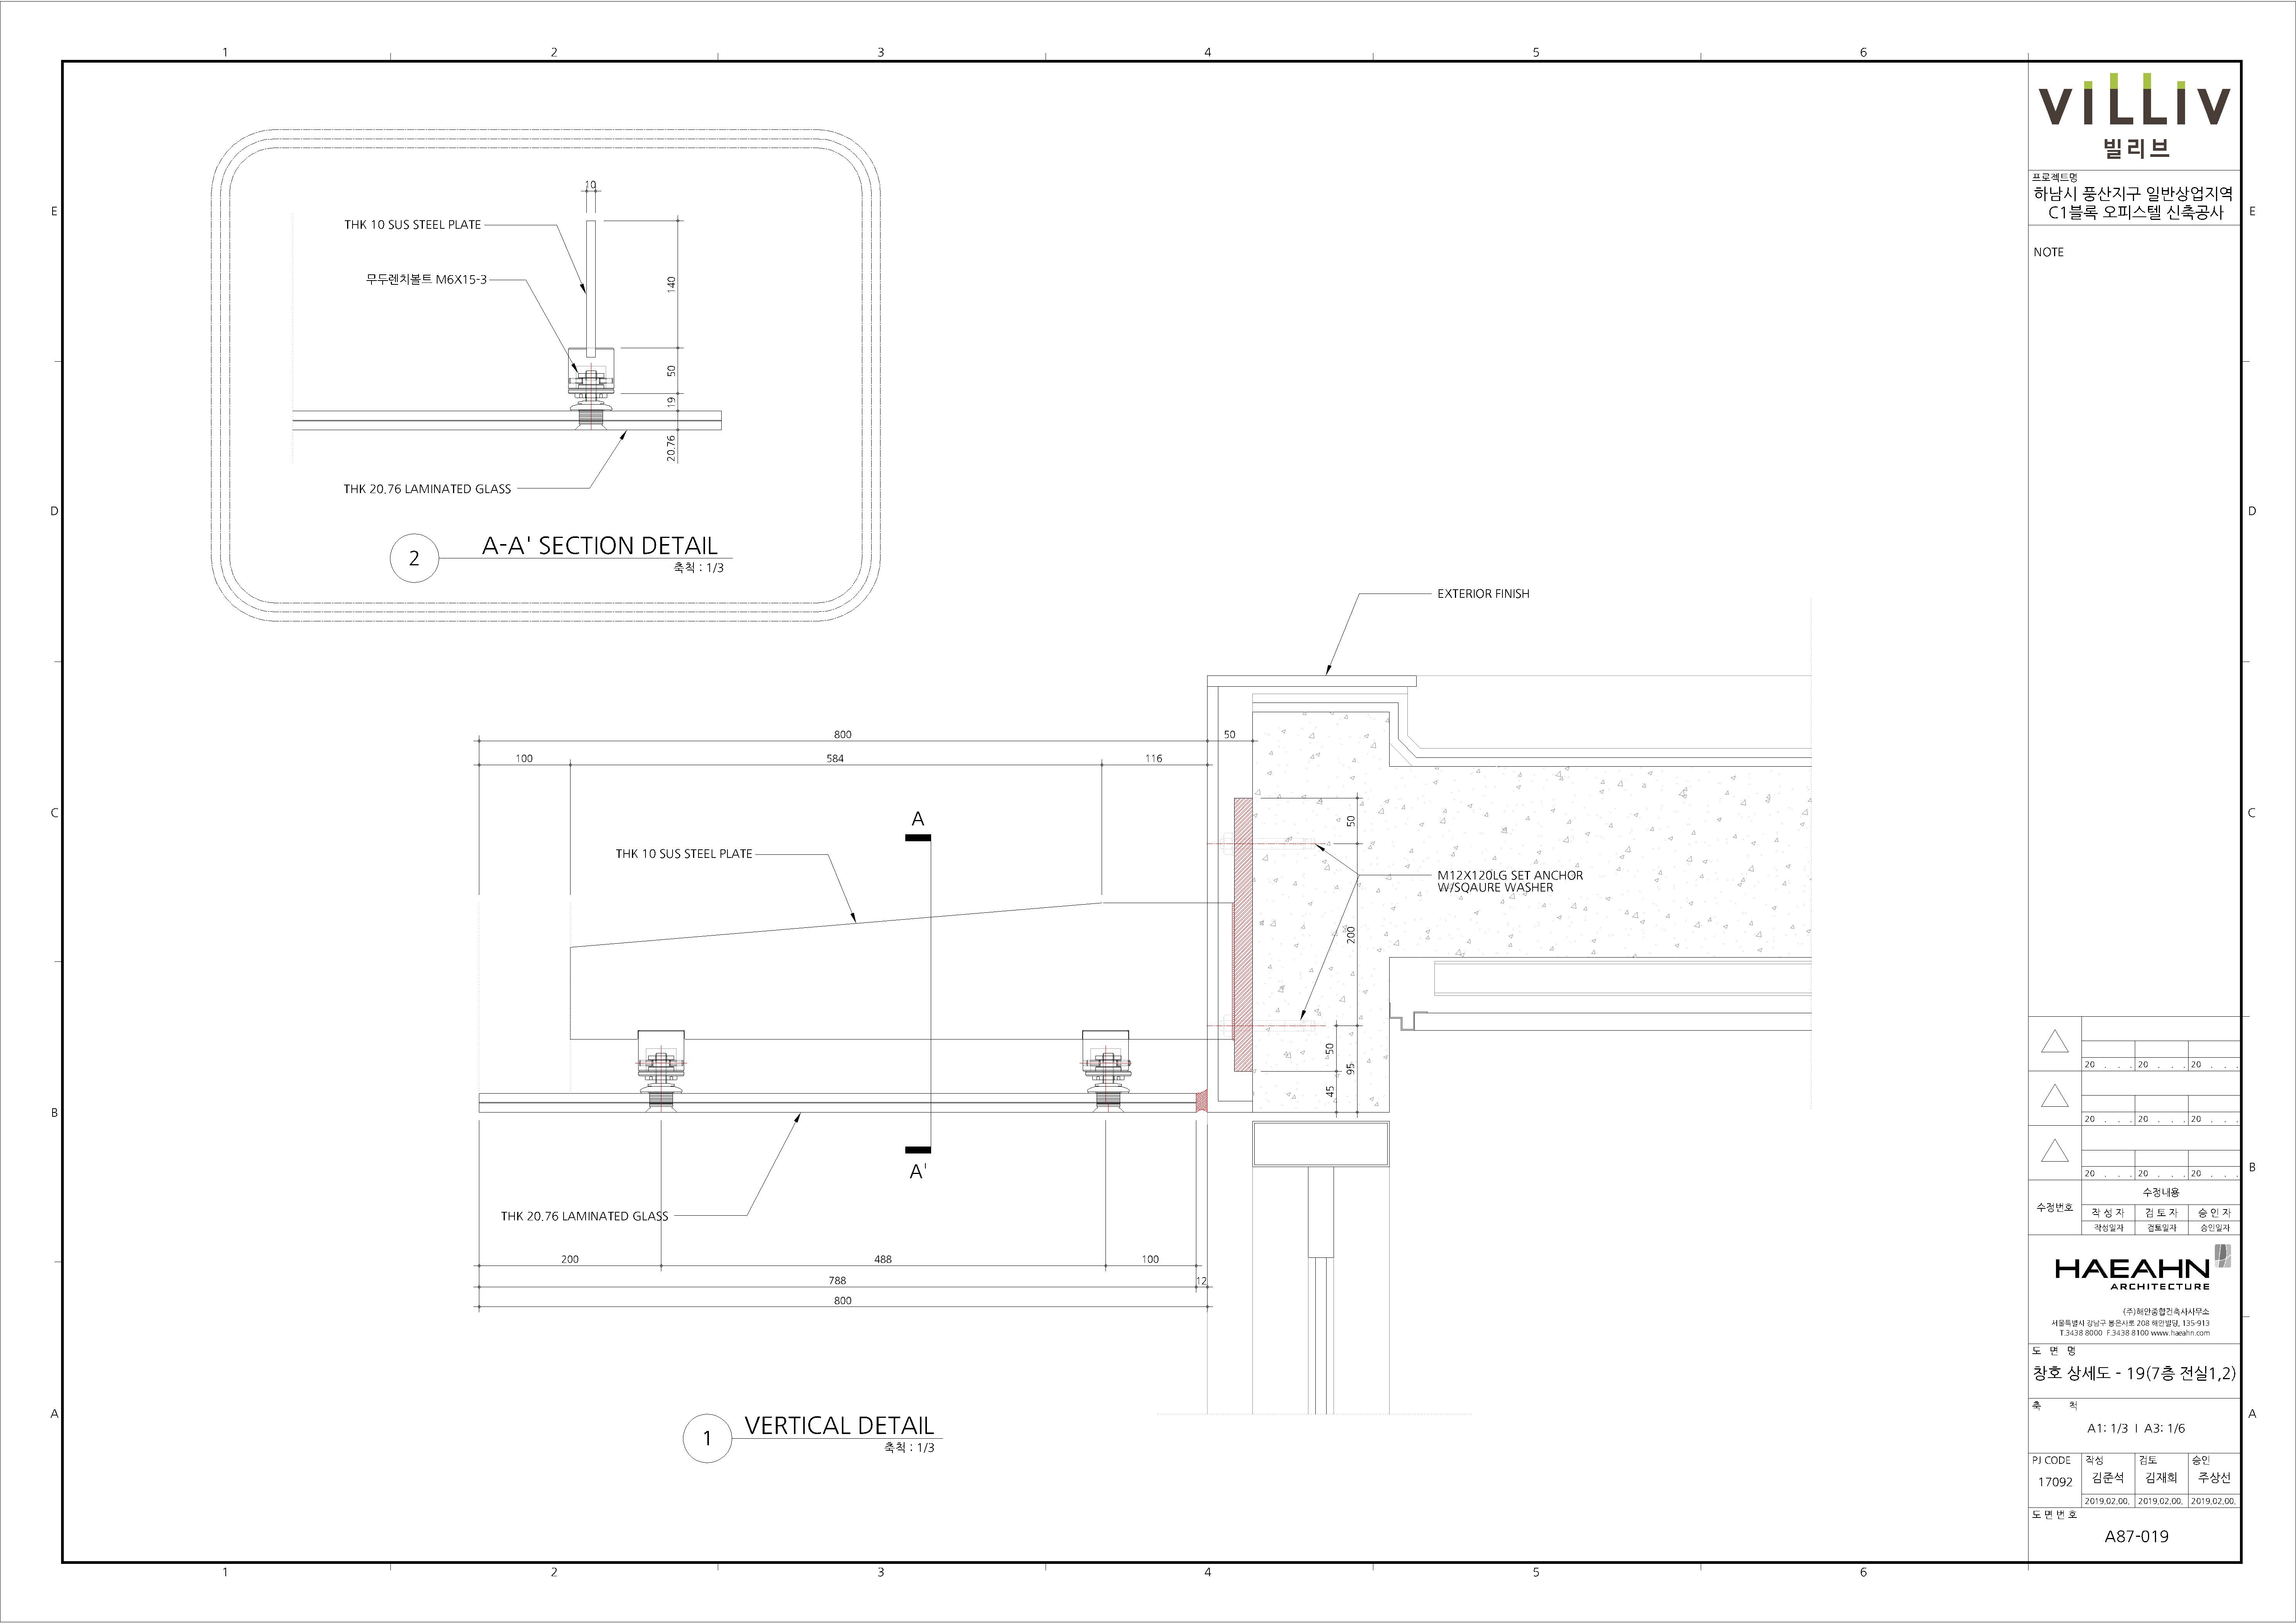 1 2 3 4 5 6
E
D
C
B
A
10
THK 10 SUS STEEL PLATE
무두렌치볼트 M6X15-3
140
50
19
20.76
THK 20.76 LAMINATED GLASS
2
A-A' SECTION DETAIL
축척 : 1/3
EXTERIOR FINISH
800
50
100
584
116
A
THK 10 SUS STEEL PLATE
50
M12X120LG SET ANCHOR
W/SQAURE WASHER
200
50
95
45
A'
THK 20.76 LAMINATED GLASS
200
488
100
788
12
800
1
VERTICAL DETAIL
축척 : 1/3
1 2 3 4 5 6
VILLIV
빌리브
프로젝트명
하남시 풍산지구 일반상업지역
C1블록 오피스텔 신축공사
NOTE
20 . . . 20 . . . 20 . . .
20 . . . 20 . . . 20 . . .
20 . . . 20 . . . 20 . . .
수정번호
수정내용
작 성 자 검 토 자 승 인 자
작성일자 검토일자 승인일자
HAEAHN
ARCHITECTURE
(주)해안종합건축사사무소
서울특별시 강남구 봉은사로 208 해안빌딩, 135-913
T.3438 8000 F.3438 8100 www.haeahn.com
도 면 명
창호 상세도 - 19(7층 전실1,2)
축 척
A1: 1/3 I A3: 1/6
PJ CODE 작성 검토 승인
17092 김준석 김재희 주상선
2019.02.00. 2019.02.00. 2019.02.00.
도 면 번 호
A87-019
E
D
C
B
A